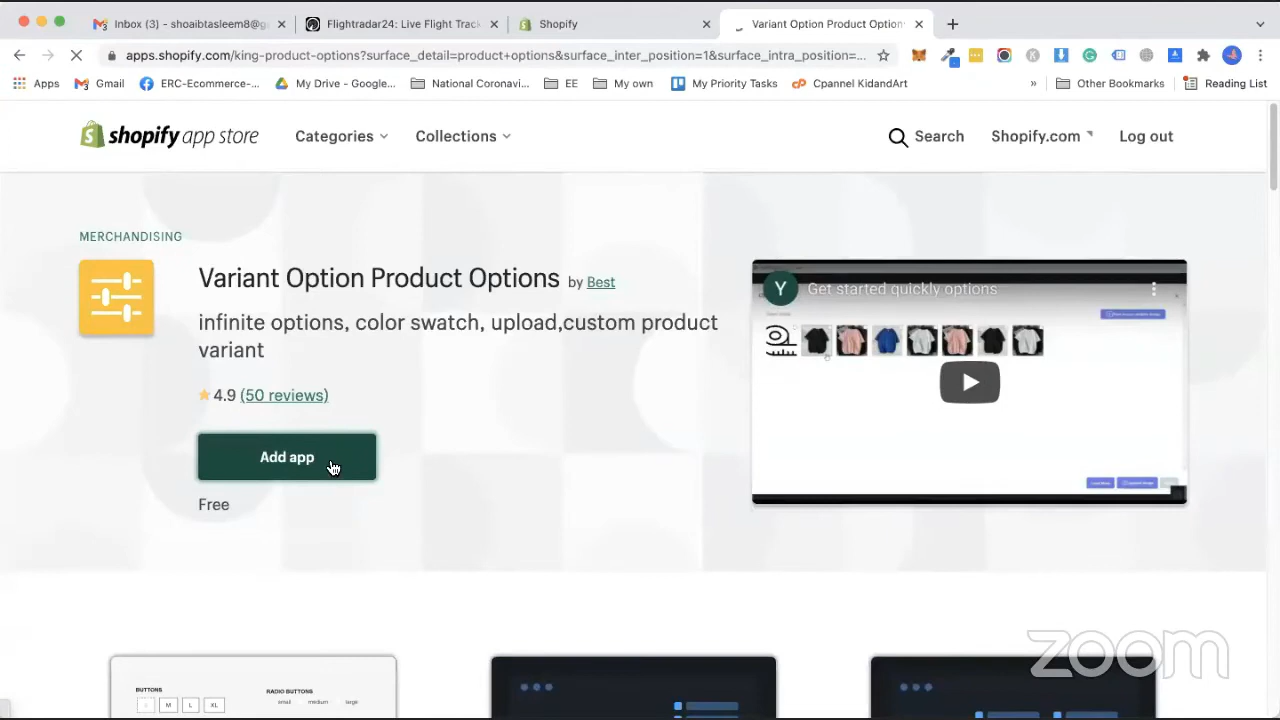 Inbox (3) - shoaibtasleem8@g
Flightradar24: Live Flight Track
Shopify
Variant Option Product Option
apps.shopify.com/king-product-options?surface_detail=product+options&surface_inter_position=1&surface_intra_position=...
Apps
Gmail
ERC-Ecommerce-...
My Drive - Google...
National Coronavi...
EE
My own
My Priority Tasks
Cpannel KidandArt
»
Other Bookmarks
Reading List
shopify app store
Categories
Collections
Search
Shopify.com
Log out
MERCHANDISING
Variant Option Product Options by Best
infinite options, color swatch, upload,custom product
variant
4.9 (50 reviews)
Add app
Free
Y
Get started quickly options
BUTTONS
M L XL
RADIO BUTTONS
small medium large
zoom